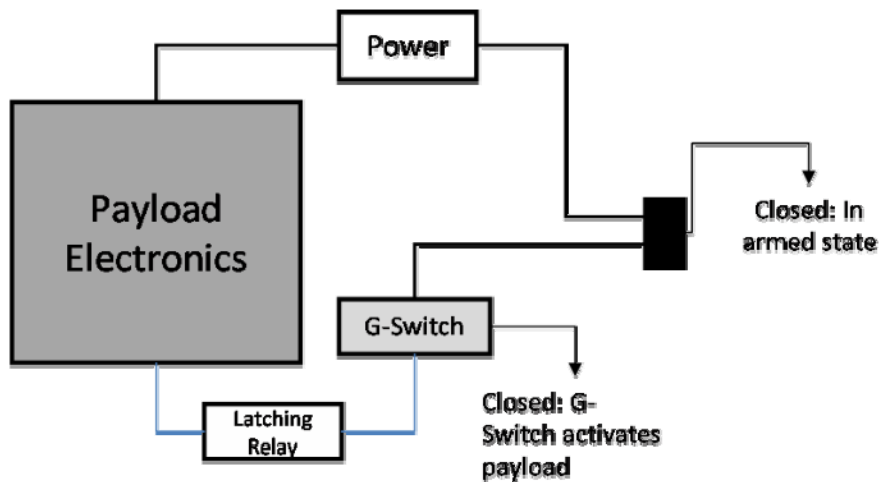 Power
Payload
Electronics
Closed: In
armed state
G-Switch
Latching
Relay
Closed: G-
Switch activates
payload